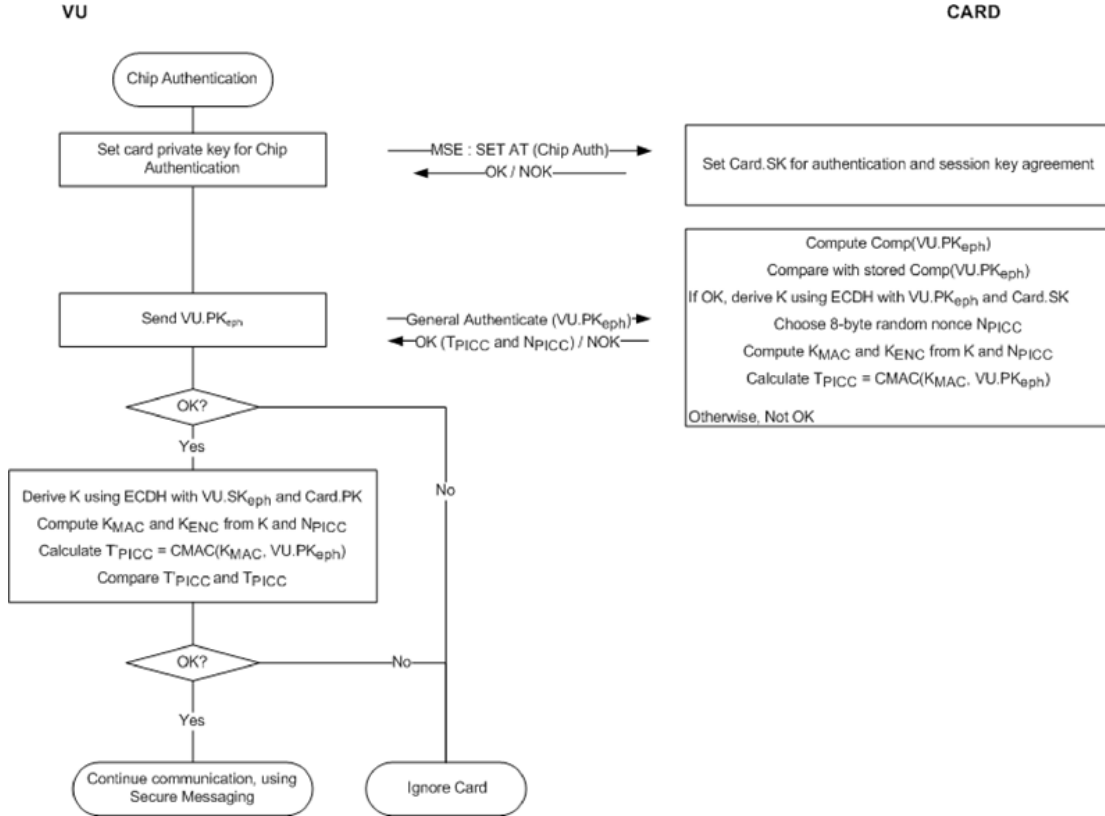 VU
CARD
Chip Authentication
Set card private key for Chip
Authentication
MSE : SET AT (Chip Auth)
OK / NOK
Set Card.SK for authentication and session key agreement
Compute Comp(VU.PKeph)
Compare with stored Comp(VU.PKeph)
If OK, derive K using ECDH with VU.PKeph and Card.SK
Choose 8-byte random nonce NPICC
Compute KMAC and KENC from K and NPICC
Calculate TPICC = CMAC(KMAC, VU.PKeph)
Otherwise, Not OK
Send VU.PKeph
General Authenticate (VU.PKeph)
OK (TPICC and NPICC) / NOK
OK?
Yes
No
Derive K using ECDH with VU.SKeph and Card.PK
Compute KMAC and KENC from K and NPICC
Calculate T'PICC = CMAC(KMAC, VU.PKeph)
Compare T'PICC and TPICC
OK?
No
Yes
Continue communication, using
Secure Messaging
Ignore Card